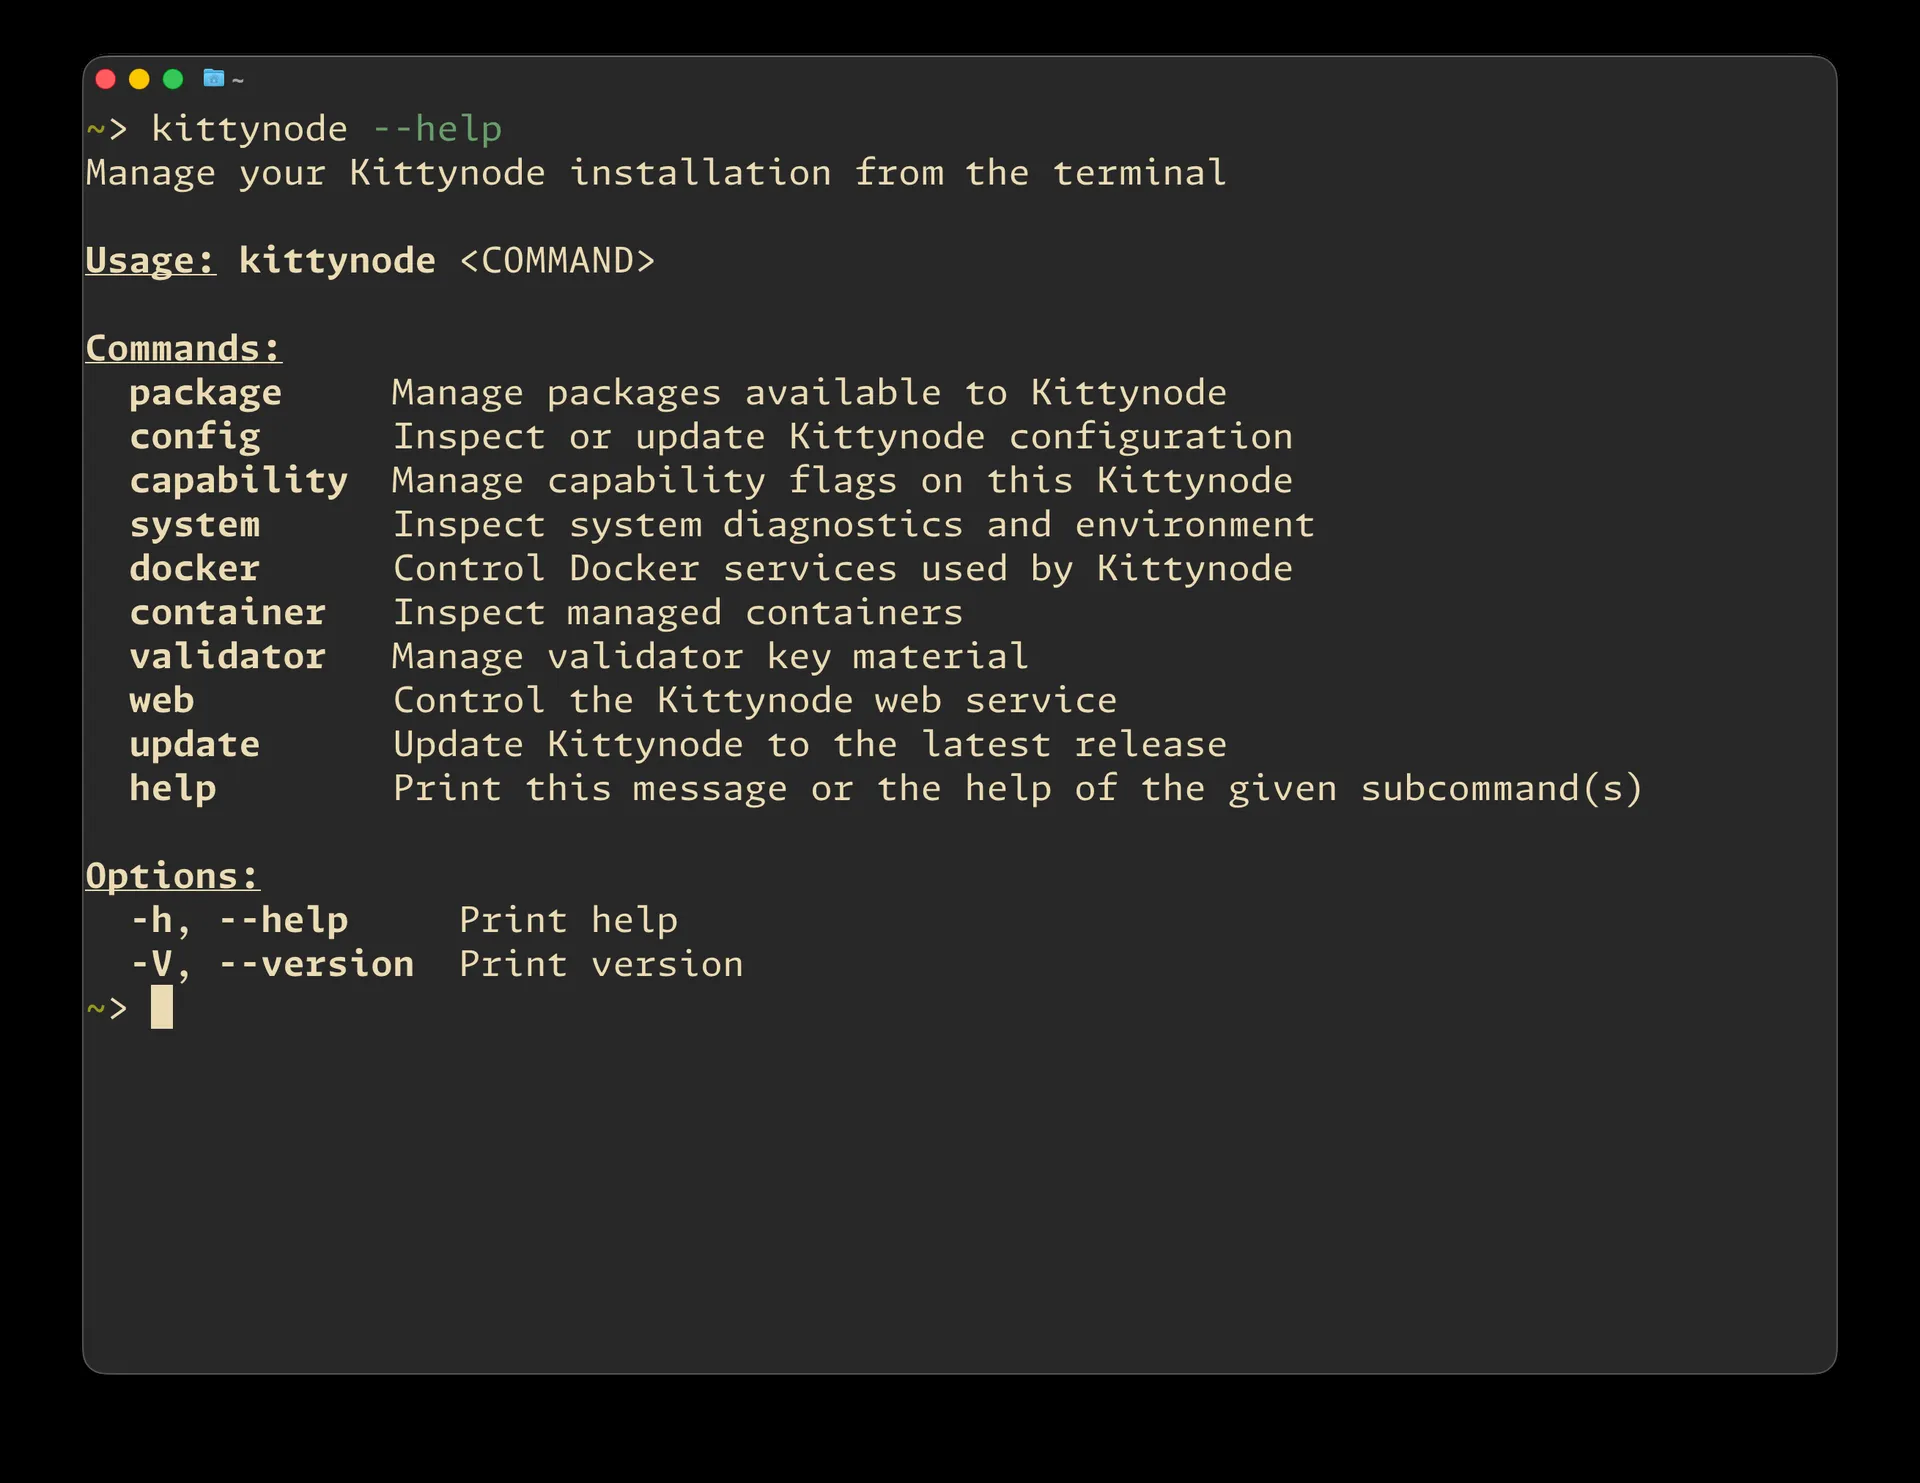 ~
~> kittynode --help
Manage your Kittynode installation from the terminal
Usage: kittynode <COMMAND>
Commands:
package Manage packages available to Kittynode
config Inspect or update Kittynode configuration
capability Manage capability flags on this Kittynode
system Inspect system diagnostics and environment
docker Control Docker services used by Kittynode
container Inspect managed containers
validator Manage validator key material
web Control the Kittynode web service
update Update Kittynode to the latest release
help Print this message or the help of the given subcommand(s)
Options:
-h, --help Print help
-V, --version Print version
~>